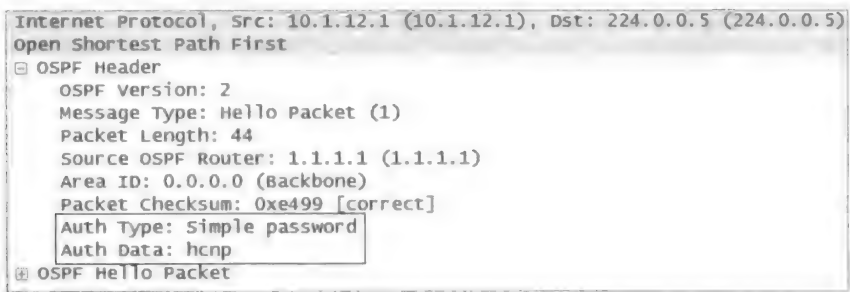 Internet Protocol, Src: 10.1.12.1 (10.1.12.1), Dst: 224.0.0.5 (224.0.0.5)
Open Shortest Path First
OSPF Header
OSPF Version: 2
Message Type: Hello Packet (1)
Packet Length: 44
Source OSPF Router: 1.1.1.1 (1.1.1.1)
Area ID: 0.0.0.0 (Backbone)
Packet Checksum: 0xe499 [correct]
Auth Type: Simple password
Auth Data: hcnp
OSPF Hello Packet